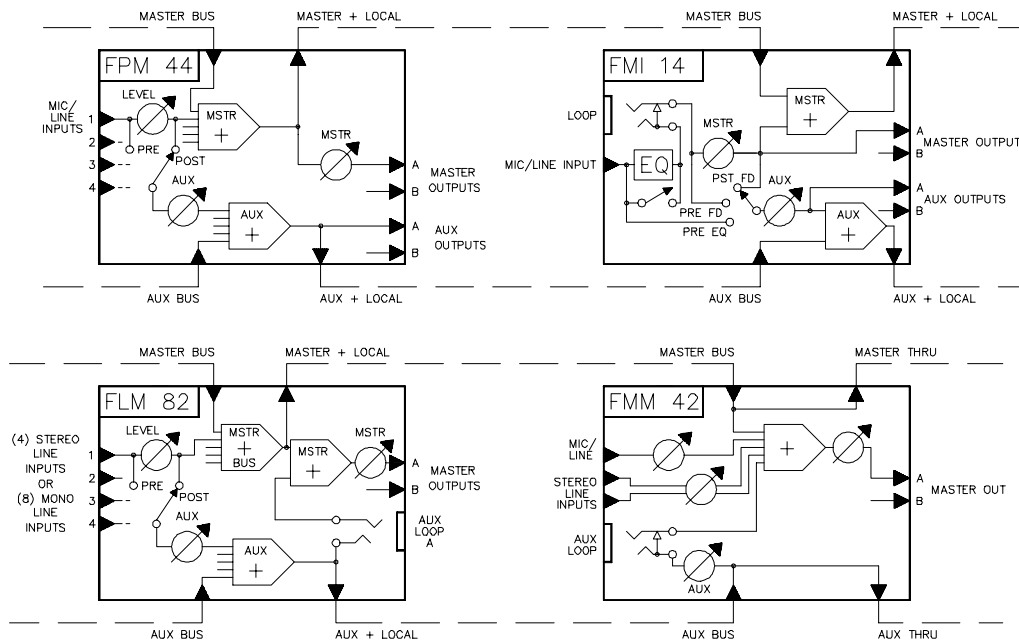 MASTER BUS
MASTER + LOCAL
FPM 44
LEVEL
MIC/
LINE
INPUTS
1
2
3
4
PRE
POST
MSTR
+
AUX
AUX
+
MSTR
A
B
MASTER
OUTPUTS
A
B
AUX
OUTPUTS
AUX BUS
AUX + LOCAL
MASTER BUS
MASTER + LOCAL
FMI 14
LOOP
MIC/LINE INPUT
EQ
MSTR
MSTR
+
PST FD
PRE FD
PRE EQ
AUX
AUX
+
A
B
MASTER OUTPUT
A
B
AUX OUTPUTS
AUX BUS
AUX + LOCAL
MASTER BUS
MASTER + LOCAL
FLM 82
LEVEL
(4) STEREO
LINE
INPUTS
OR
(8) MONO
LINE
INPUTS
1
2
3
4
PRE
POST
MSTR
+
BUS
MSTR
+
MSTR
AUX
AUX
+
A
B
MASTER
OUTPUTS
AUX
LOOP
A
AUX BUS
AUX + LOCAL
MASTER BUS
MASTER THRU
FMM 42
MIC/
LINE
STEREO
LINE
INPUTS
AUX
LOOP
+
AUX
A
B
MASTER OUT
AUX BUS
AUX THRU